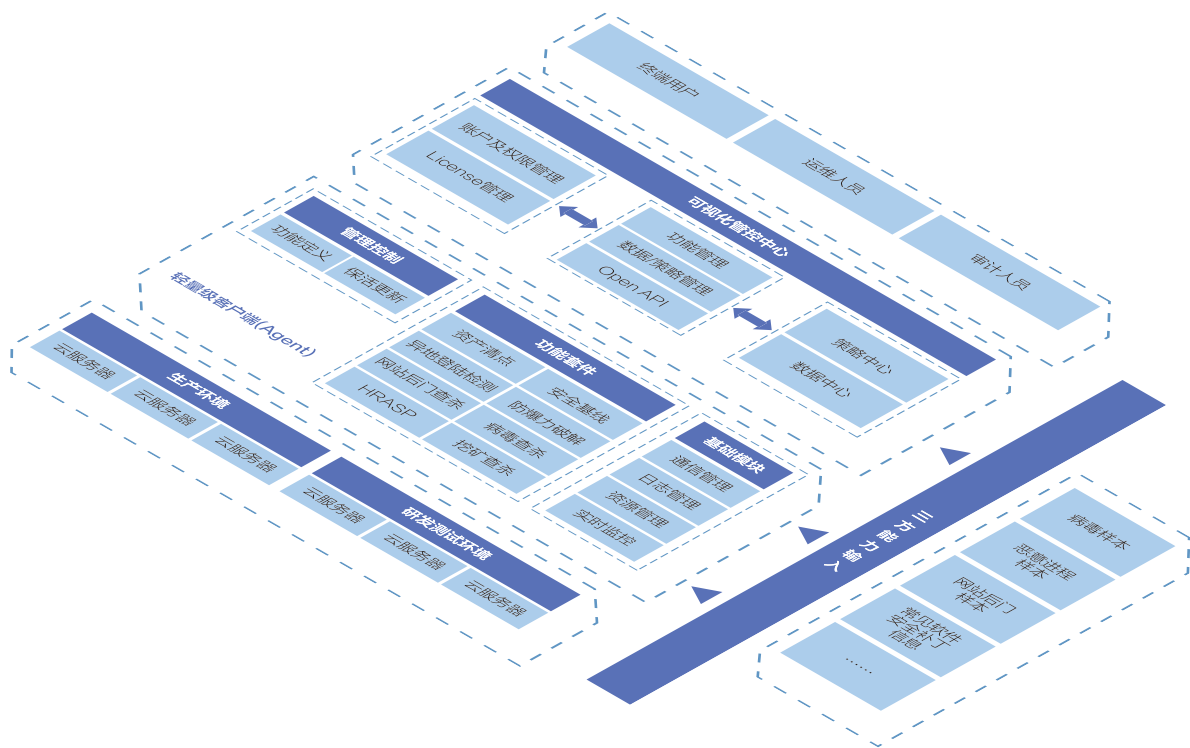 终端用户
运维人员
审计人员
可视化管控中心
账户及权限管理
License管理
功能管理
数据/策略管理
Open API
策略中心
数据中心
轻量级客户端(Agent)
管理控制
功能定义
保活更新
功能套件
资产清点
异地登陆检测
网站后门查杀
HRASP
安全基线
防爆力破解
病毒查杀
挖矿查杀
基础模块
通信管理
日志管理
资源管理
实时监控
生产环境
云服务器
云服务器
云服务器
研发测试环境
云服务器
云服务器
云服务器
三方能力输入
病毒样本
恶意进程
样本
网站后门
样本
常见软件
安全补丁
信息
……